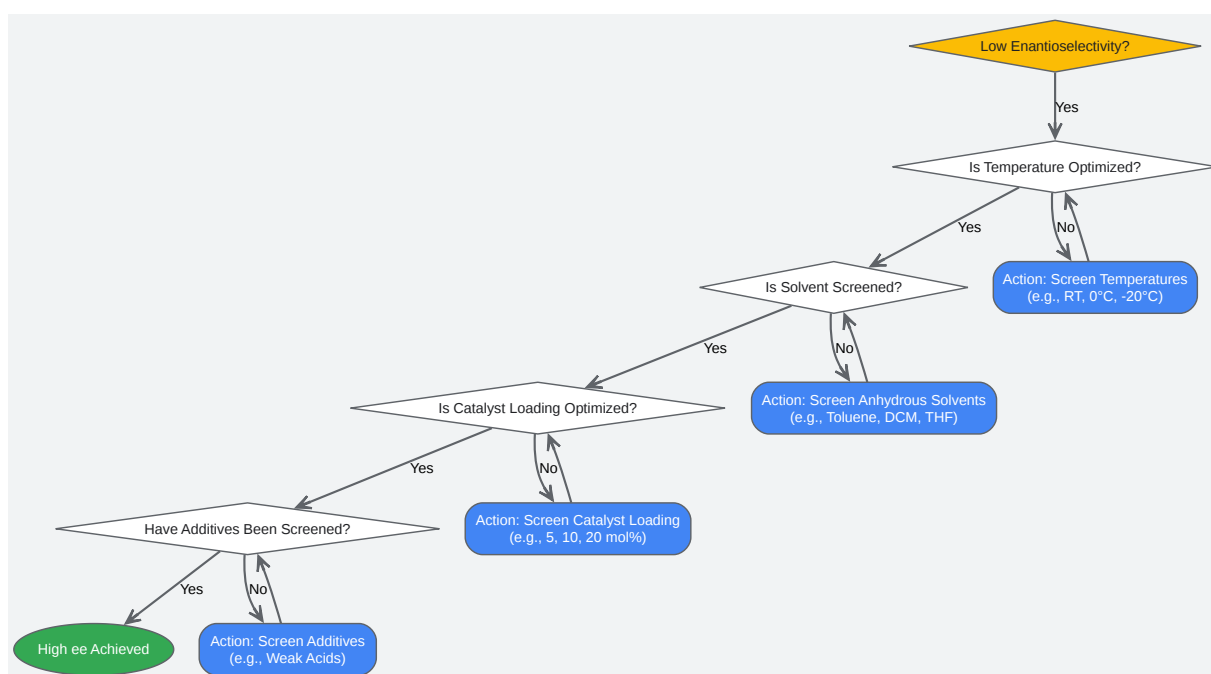 Low Enantioselectivity?
Yes
Is Temperature Optimized?
Yes
No
Action: Screen Temperatures
(e.g., RT, 0°C, -20°C)
Is Solvent Screened?
Yes
No
Action: Screen Anhydrous Solvents
(e.g., Toluene, DCM, THF)
Is Catalyst Loading Optimized?
Yes
No
Action: Screen Catalyst Loading
(e.g., 5, 10, 20 mol%)
Have Additives Been Screened?
Yes
No
High ee Achieved
Action: Screen Additives
(e.g., Weak Acids)